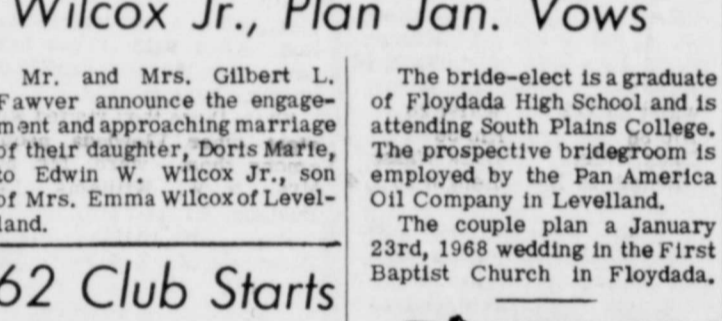 Wilcox Jr., Plan Jan. Vows
Mr. and Mrs. Gilbert L.
Fawver announce the engage-
ment and approaching marriage
of their daughter, Doris Marie,
to Edwin W. Wilcox Jr., son
of Mrs. Emma Wilcox of Level-
land.
62 Club Starts
The bride-elect is a graduate
of Floydada High School and is
attending South Plains College.
The prospective bridegroom is
employed by the Pan America
Oil Company in Levelland.
The couple plan a January
23rd, 1968 wedding in the First
Baptist Church in Floydada.